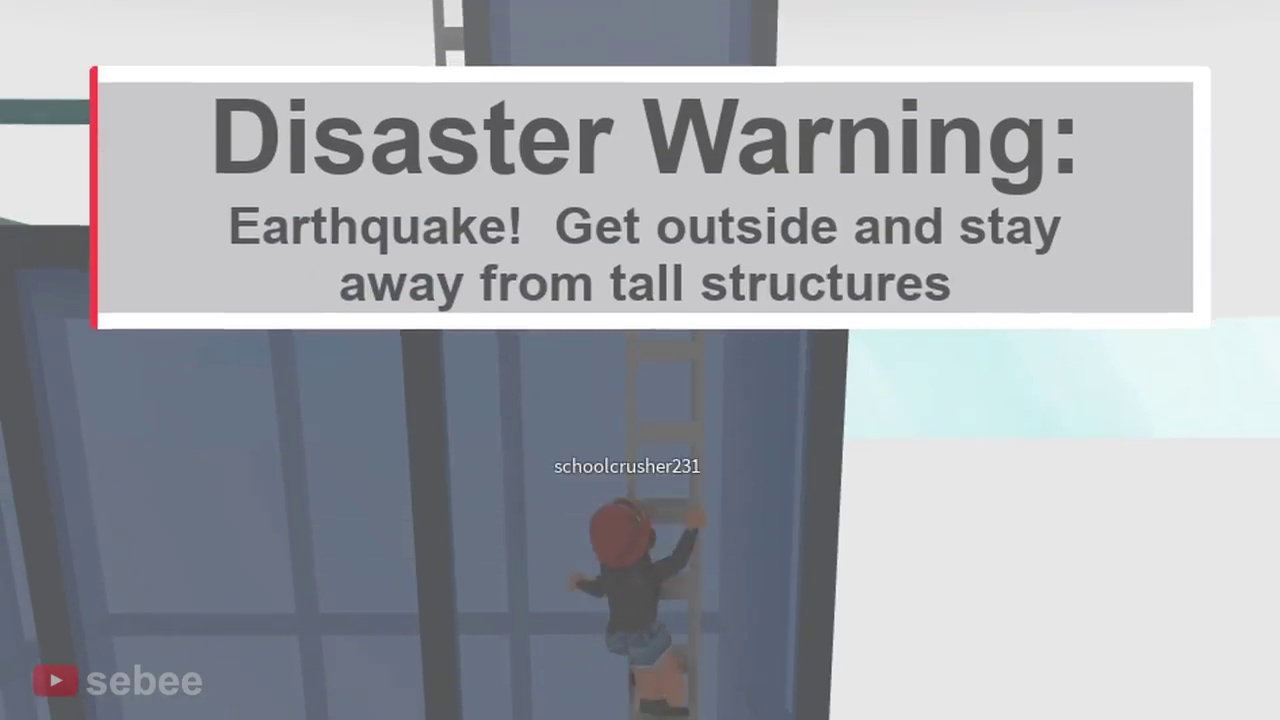 Disaster Warning:
Earthquake!  Get outside and stay
away from tall structures
schoolcrusher231
sebee